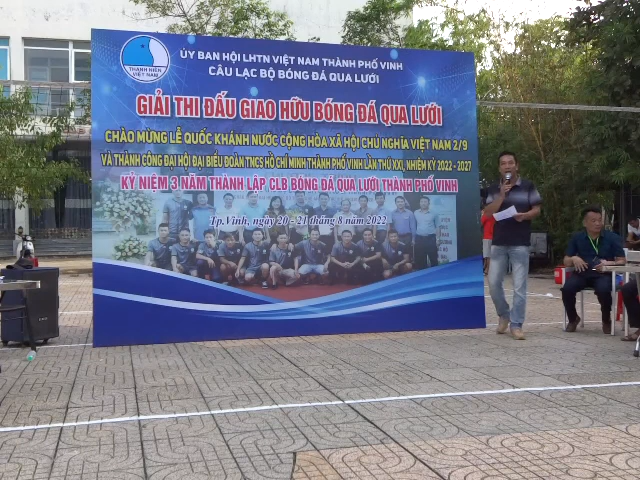 THANH NIÊN
VIỆT NAM
ỦY BAN HỘI LHTN VIỆT NAM THÀNH PHỐ VINH
CÂU LẠC BỘ BÓNG ĐÁ QUA LƯỚI
GIẢI THI ĐẤU GIAO HỮU BÓNG ĐÁ QUA LƯỚI
CHÀO MỪNG LỄ QUỐC KHÁNH NƯỚC CỘNG HÒA XÃ HỘI CHỦ NGHĨA VIỆT NAM 2/9
VÀ THÀNH CÔNG ĐẠI HỘI ĐẠI BIỂU ĐOÀN TNCS HỒ CHÍ MINH THÀNH PHỐ VINH LẦN THỨ XXI, NHIỆM KỲ 2022 - 2027
KỶ NIỆM 3 NĂM THÀNH LẬP CLB BÓNG ĐÁ QUA LƯỚI THÀNH PHỐ VINH
Tp.Vinh, ngày 20 - 21 tháng 8 năm 2022